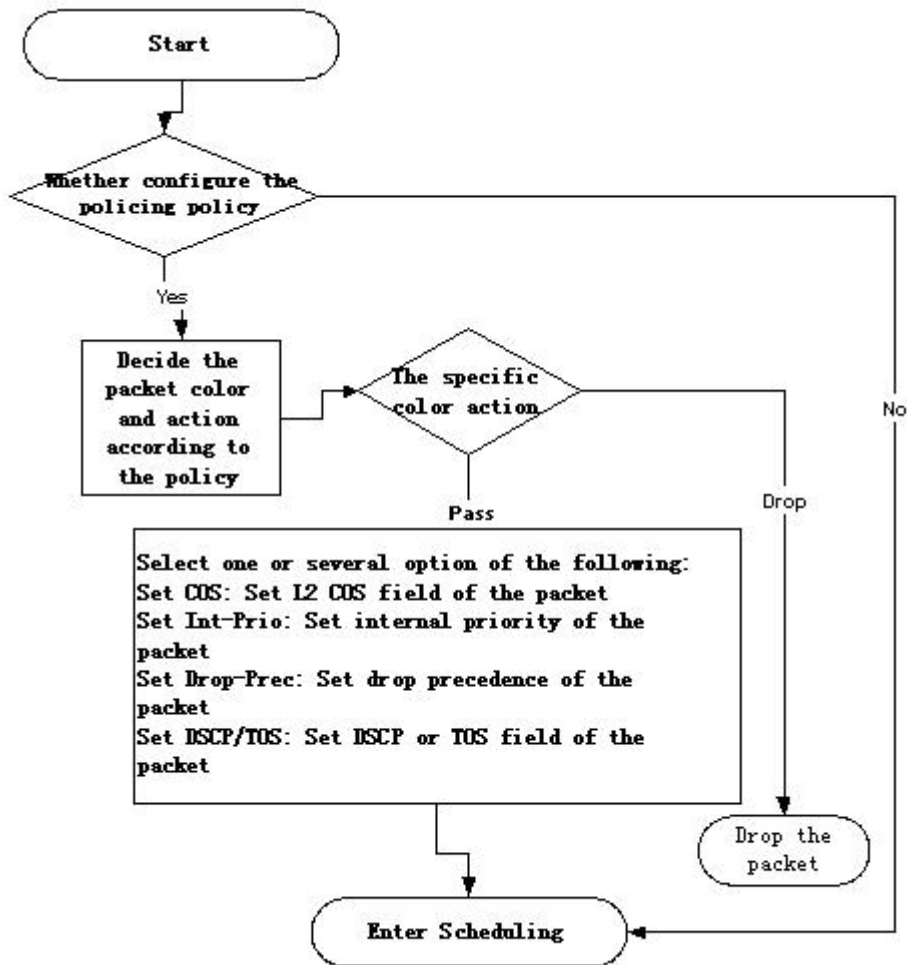 Start
Whether configure the
policing policy
Yes
Decide the
packet color
and action
according to
the policy
The specific
color action
No
Drop
Pass
Select one or several option of the following:
Set COS: Set L2 COS field of the packet
Set Int-Prio: Set internal priority of the
packet
Set Drop-Prec: Set drop precedence of the
packet
Set DSCP/TOS: Set DSCP or TOS field of the
packet
Drop the
packet
Enter Scheduling